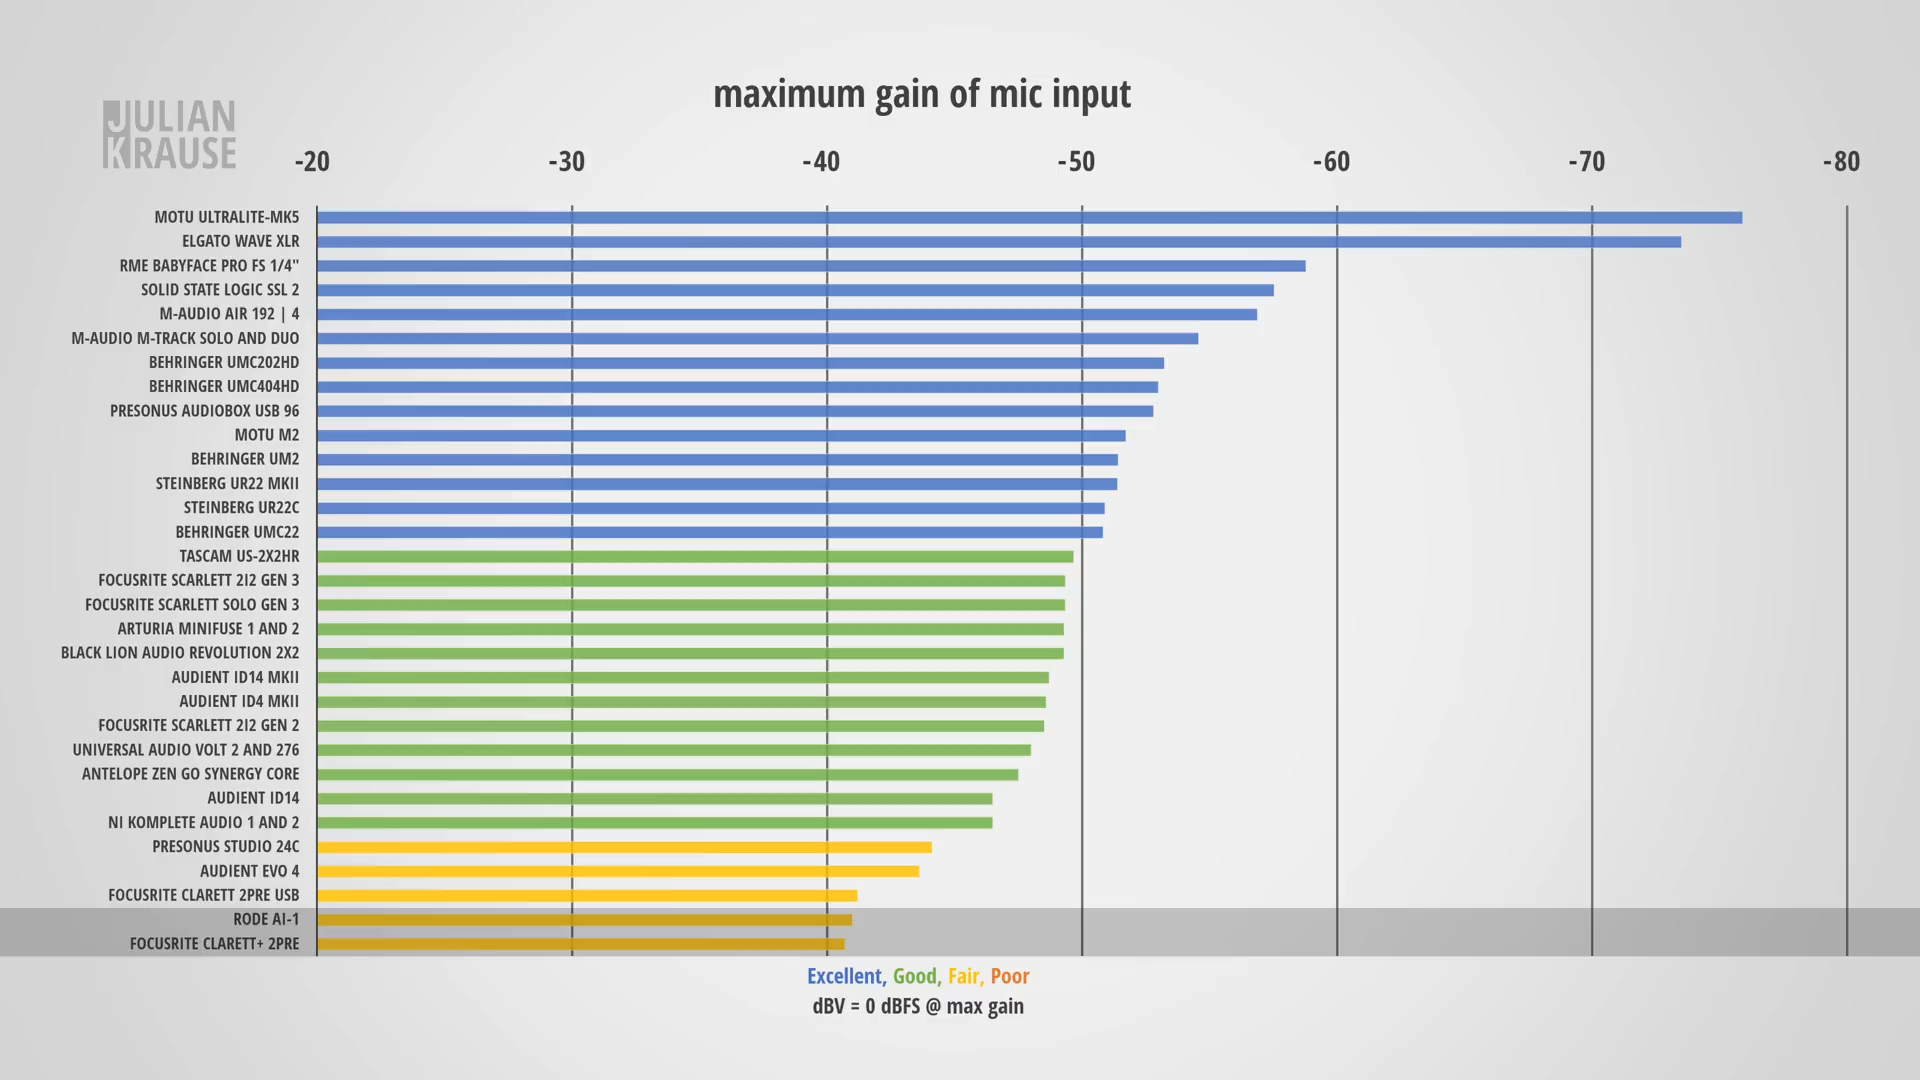 maximum gain of mic input
JULIAN
KRAUSE
-20 -30 -40 -50 -60 -70 -80
MOTU ULTRALITE-MK5
ELGATO WAVE XLR
RME BABYFACE PRO FS 1/4"
SOLID STATE LOGIC SSL 2
M-AUDIO AIR 192 | 4
M-AUDIO M-TRACK SOLO AND DUO
BEHRINGER UMC202HD
BEHRINGER UMC404HD
PRESONUS AUDIOBOX USB 96
MOTU M2
BEHRINGER UM2
STEINBERG UR22 MKII
STEINBERG UR22C
BEHRINGER UMC22
TASCAM US-2X2HR
FOCUSRITE SCARLETT 2I2 GEN 3
FOCUSRITE SCARLETT SOLO GEN 3
ARTURIA MINIFUSE 1 AND 2
BLACK LION AUDIO REVOLUTION 2X2
AUDIENT ID14 MKII
AUDIENT ID4 MKII
FOCUSRITE SCARLETT 2I2 GEN 2
UNIVERSAL AUDIO VOLT 2 AND 276
ANTELOPE ZEN GO SYNERGY CORE
AUDIENT ID14
NI KOMPLETE AUDIO 1 AND 2
PRESONUS STUDIO 24C
AUDIENT EVO 4
FOCUSRITE CLARETT 2PRE USB
RODE AI-1
FOCUSRITE CLARETT+ 2PRE
Excellent, Good, Fair, Poor
dBV = 0 dBFS @ max gain